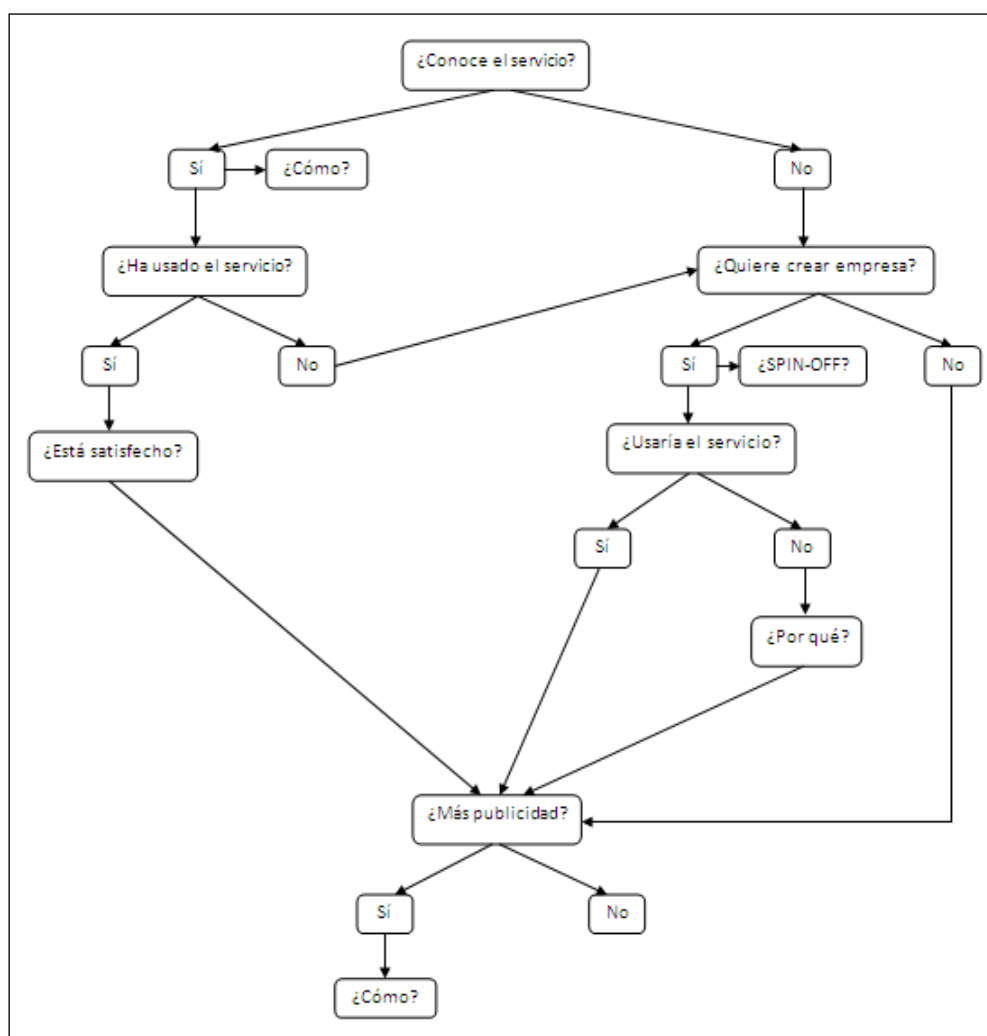 ¿Conoce el servicio?
Sí
¿Cómo?
No
¿Ha usado el servicio?
¿Quiere crear empresa?
Sí
No
Sí
¿SPIN-OFF?
No
¿Está satisfecho?
¿Usaría el servicio?
Sí
No
¿Por qué?
¿Más publicidad?
Sí
No
¿Cómo?